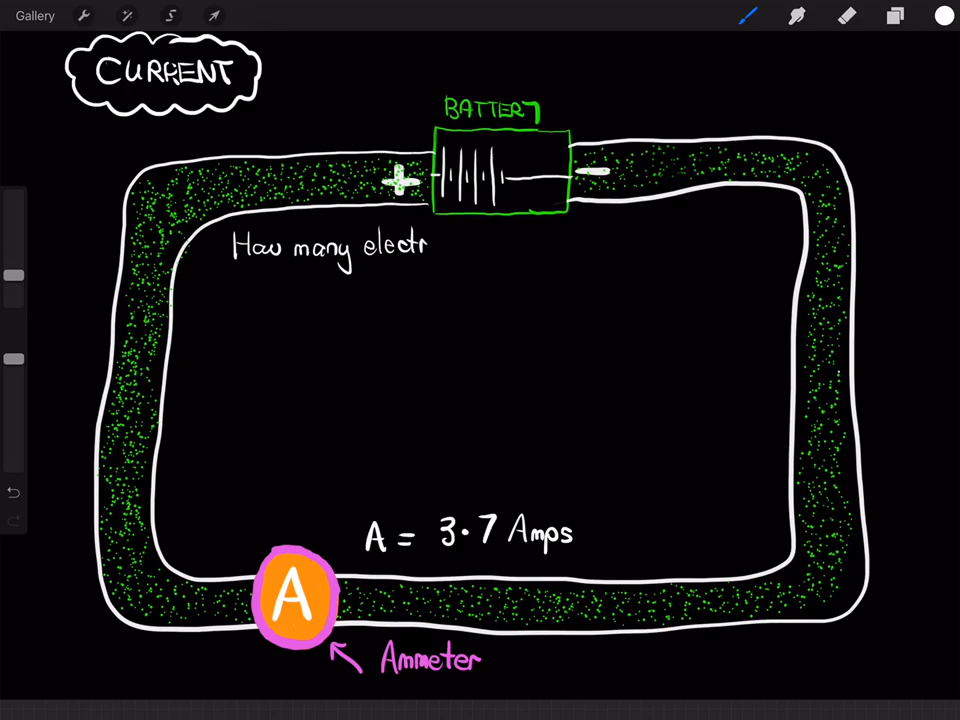 Gallery
CURRENT
BATTERY
+
−
How many electr
A = 3.7 Amps
A
Ammeter